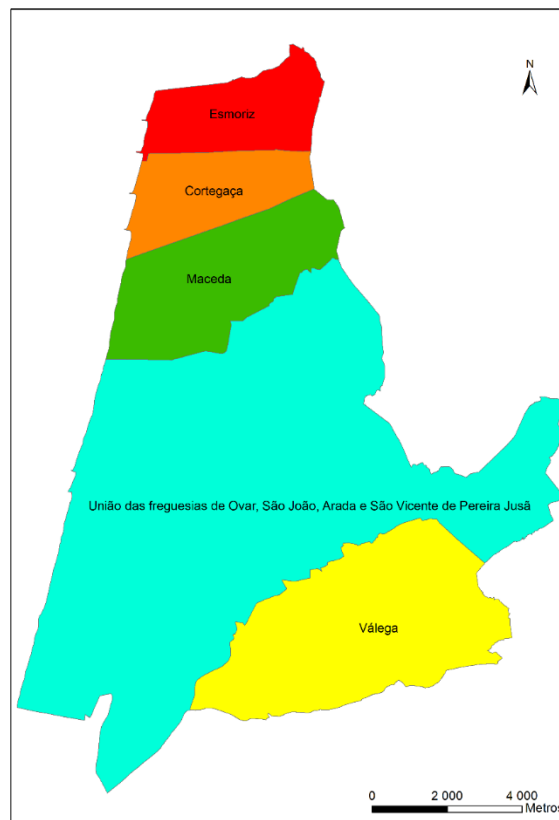 N
Esmoriz
Cortegaça
Maceda
União das freguesias de Ovar, São João, Arada e São Vicente de Pereira Jusã
Válega
0 2 000 4 000
Metros